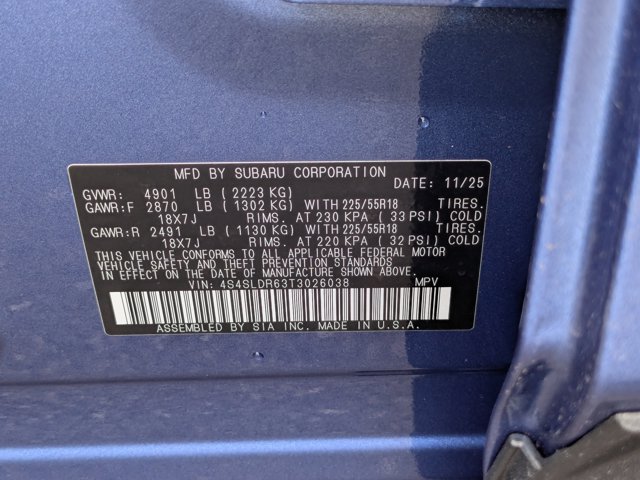 MFD BY SUBARU CORPORATION
DATE: 11/25
GVWR: 4901 LB (2223 KG)
GAWR:F 2870 LB (1302 KG) WITH 225/55R18 TIRES.
18X7J RIMS. AT 230 KPA (33 PSI) COLD
GAWR:R 2491 LB (1130 KG) WITH 225/55R18 TIRES.
18X7J RIMS. AT 220 KPA (32 PSI) COLD
THIS VEHICLE CONFORMS TO ALL APPLICABLE FEDERAL MOTOR
VEHICLE SAFETY AND THEFT PREVENTION STANDARDS
IN EFFECT ON THE DATE OF MANUFACTURE SHOWN ABOVE.
VIN: 4S4SLDR63T3026038 MPV
ASSEMBLED BY SIA INC. MADE IN U.S.A.